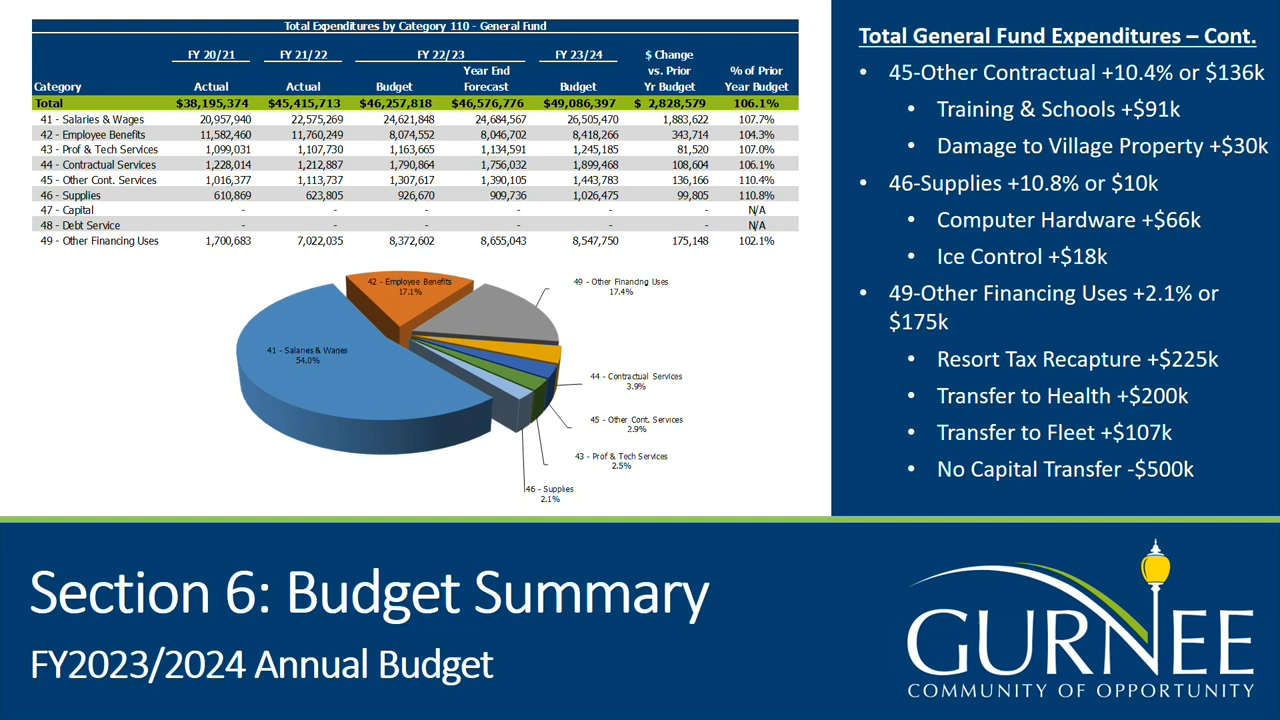 Total Expenditures by Category 110 - General Fund
FY 20/21 FY 21/22 FY 22/23 FY 23/24 $ Change
Year End vs. Prior % of Prior
Category Actual Actual Budget Forecast Budget Yr Budget Year Budget
Total $38,195,374 $45,415,713 $46,257,818 $46,576,776 $49,086,397 $ 2,828,579 106.1%
41 - Salaries & Wages 20,957,940 22,575,269 24,621,848 24,684,567 26,505,470 1,883,622 107.7%
42 - Employee Benefits 11,582,460 11,760,249 8,074,552 8,046,702 8,418,266 343,714 104.3%
43 - Prof & Tech Services 1,099,031 1,107,730 1,163,665 1,134,591 1,245,185 81,520 107.0%
44 - Contractual Services 1,228,014 1,212,887 1,790,864 1,756,032 1,899,468 108,604 106.1%
45 - Other Cont. Services 1,016,377 1,113,737 1,307,617 1,390,105 1,443,783 136,166 110.4%
46 - Supplies 610,869 623,805 926,670 909,736 1,026,475 99,805 110.8%
47 - Capital - - - - - - N/A
48 - Debt Service - - - - - - N/A
49 - Other Financing Uses 1,700,683 7,022,035 8,372,602 8,655,043 8,547,750 175,148 102.1%
42 - Employee Benefits
17.1%
49 - Other Financing Uses
17.4%
41 - Salaries & Wages
54.0%
44 - Contractual Services
3.9%
45 - Other Cont. Services
2.9%
43 - Prof & Tech Services
2.5%
46 - Supplies
2.1%
Total General Fund Expenditures – Cont.
• 45-Other Contractual +10.4% or $136k
• Training & Schools +$91k
• Damage to Village Property +$30k
• 46-Supplies +10.8% or $10k
• Computer Hardware +$66k
• Ice Control +$18k
• 49-Other Financing Uses +2.1% or
$175k
• Resort Tax Recapture +$225k
• Transfer to Health +$200k
• Transfer to Fleet +$107k
• No Capital Transfer -$500k
Section 6: Budget Summary
FY2023/2024 Annual Budget
GURNEE
COMMUNITY OF OPPORTUNITY